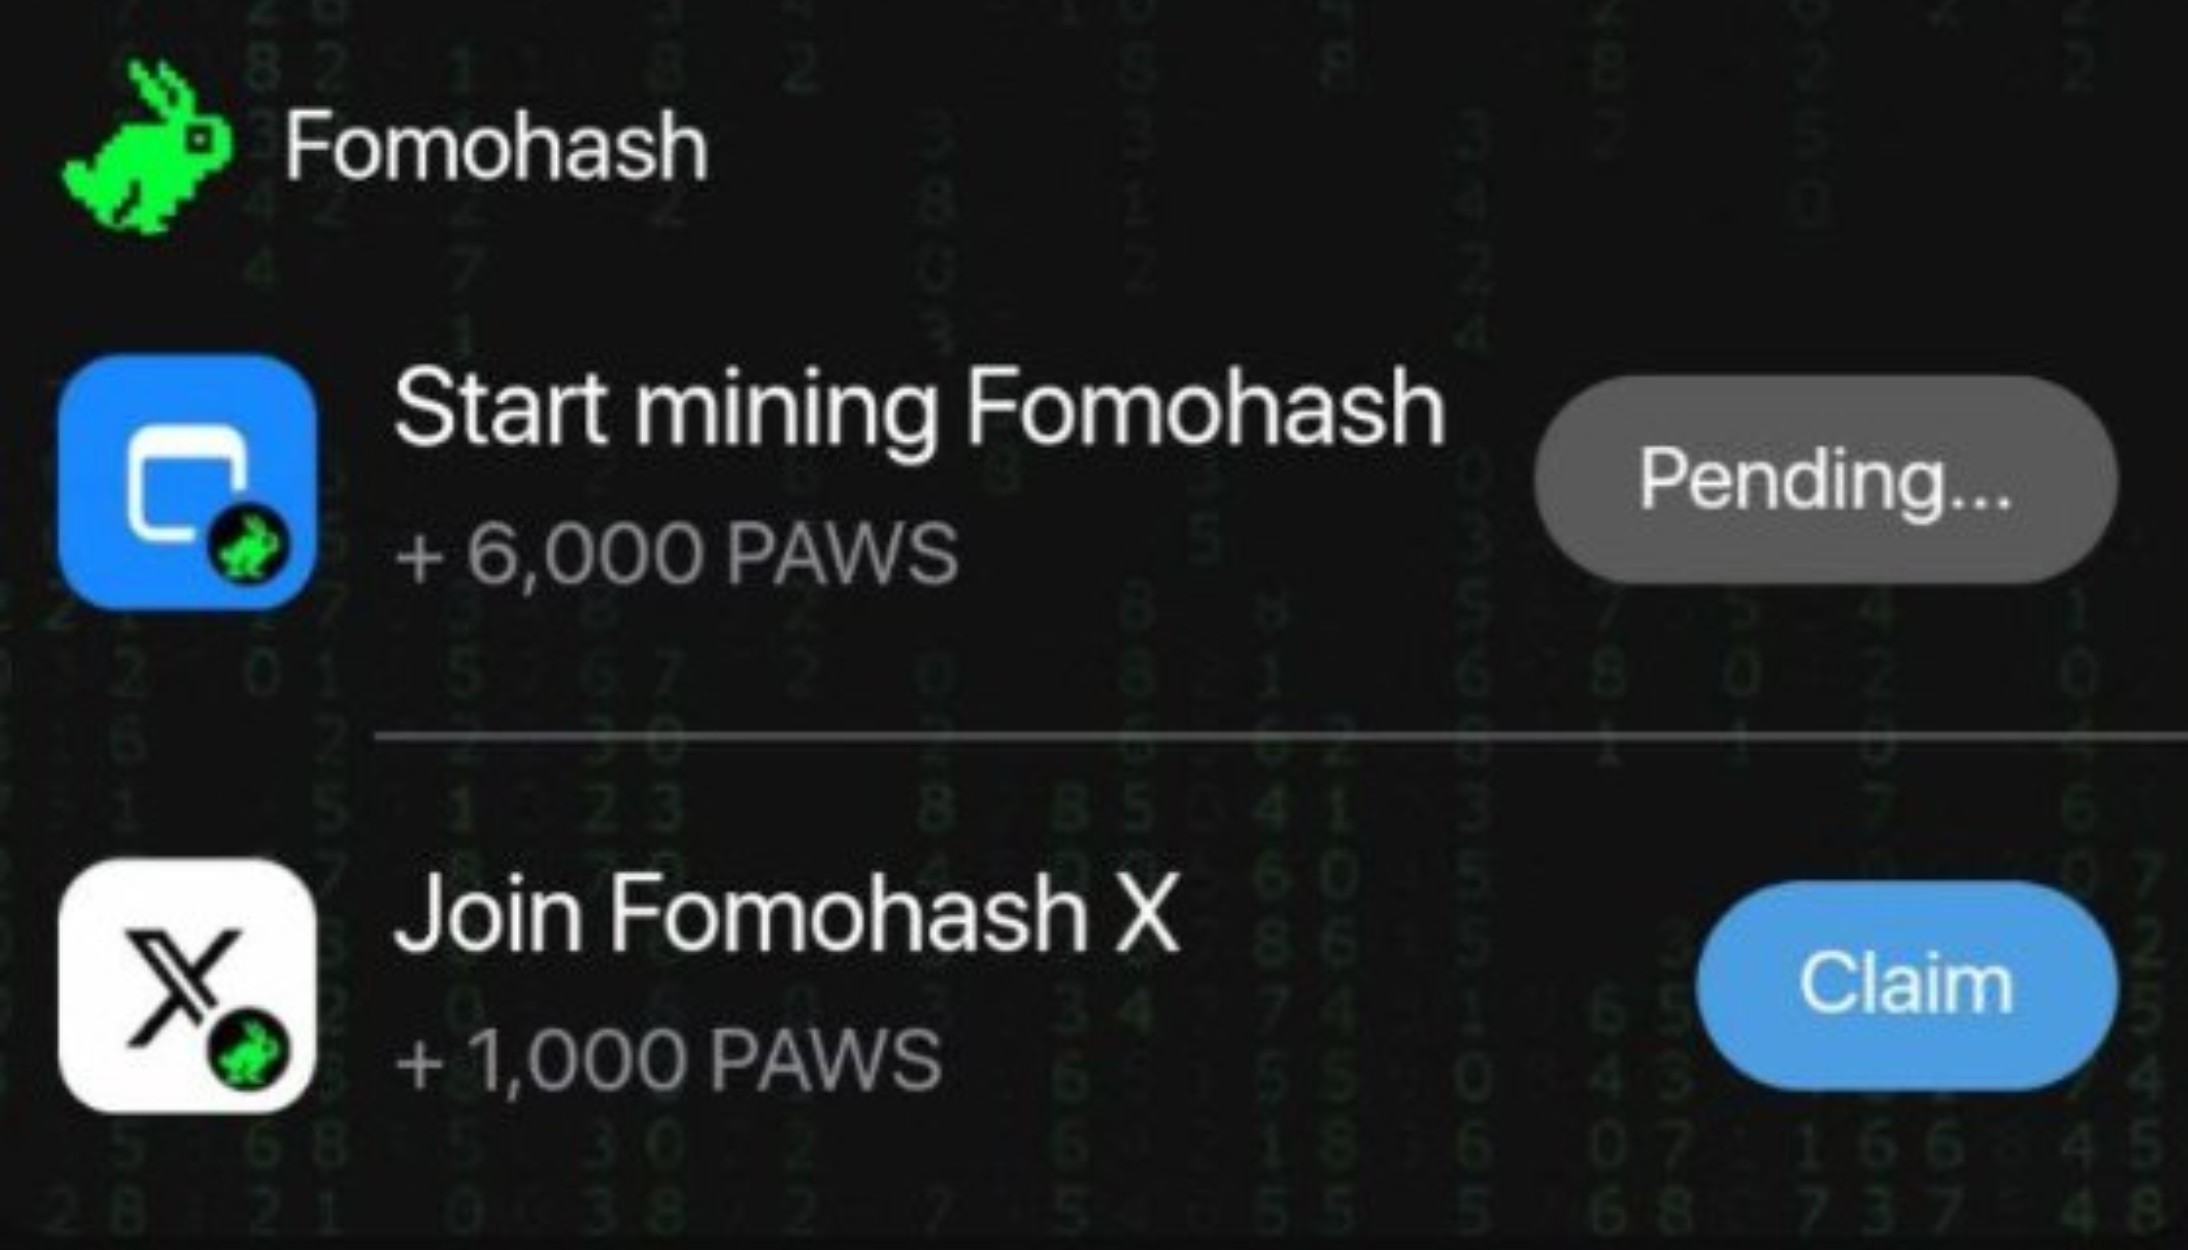 Fomohash
Start mining Fomohash
+ 6,000 PAWS
Pending...
Join Fomohash X
+ 1,000 PAWS
Claim